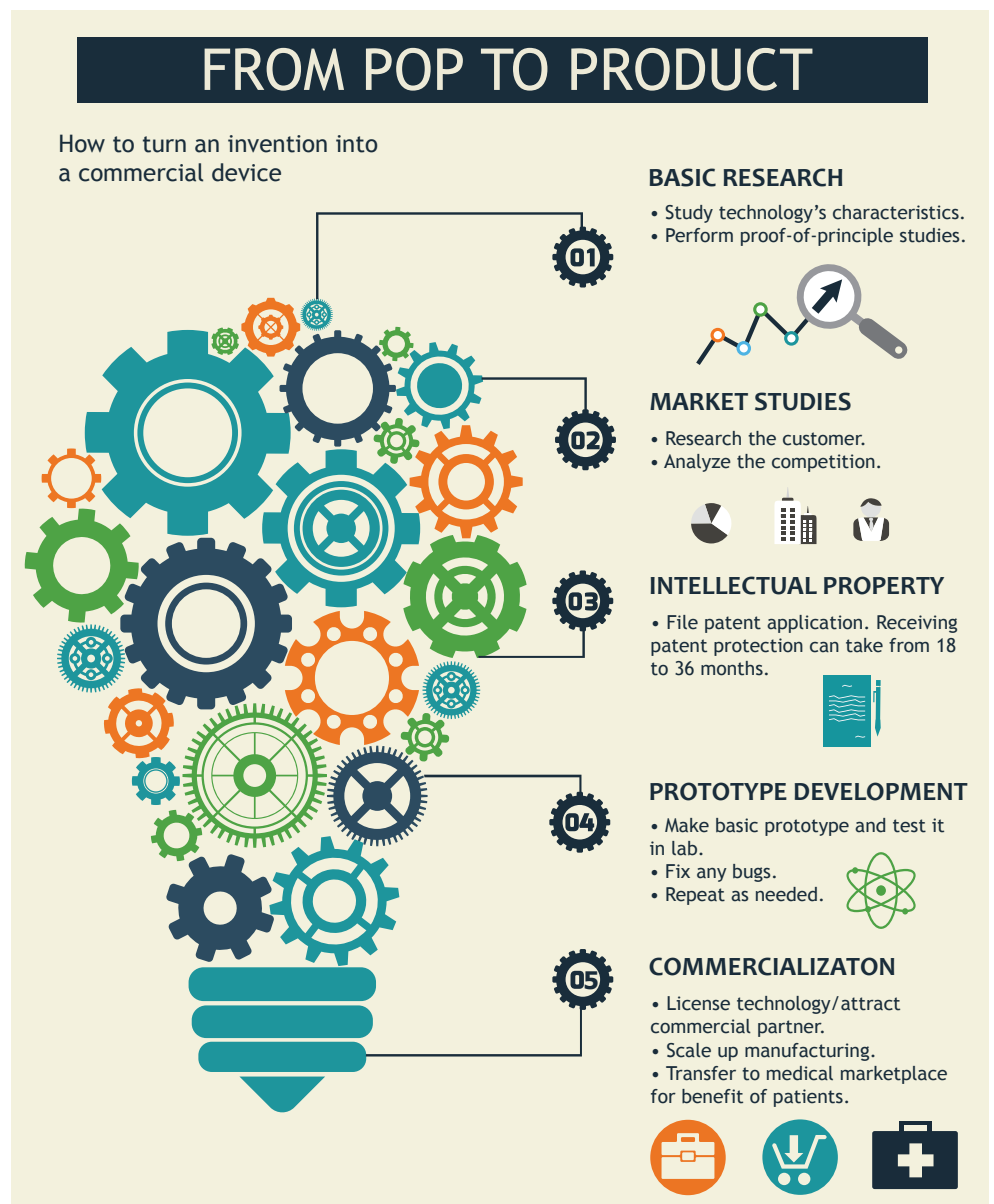 FROM POP TO PRODUCT
How to turn an invention into
a commercial device
01
BASIC RESEARCH
• Study technology’s characteristics.
• Perform proof-of-principle studies.
02
MARKET STUDIES
• Research the customer.
• Analyze the competition.
03
INTELLECTUAL PROPERTY
• File patent application. Receiving
patent protection can take from 18
to 36 months.
04
PROTOTYPE DEVELOPMENT
• Make basic prototype and test it
in lab.
• Fix any bugs.
• Repeat as needed.
05
COMMERCIALIZATON
• License technology/attract
commercial partner.
• Scale up manufacturing.
• Transfer to medical marketplace
for benefit of patients.